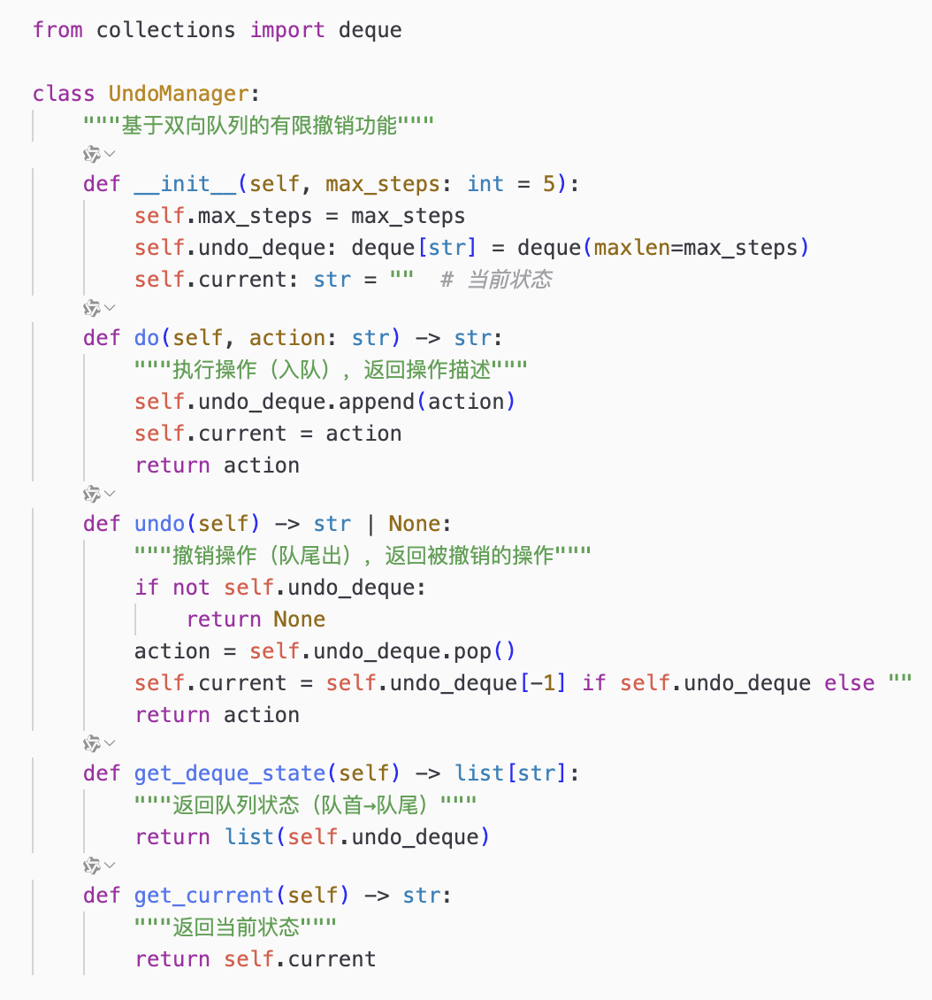 from collections import deque
class UndoManager:
    """基于双向队列的有限撤销功能"""
    def __init__(self, max_steps: int = 5):
        self.max_steps = max_steps
        self.undo_deque: deque[str] = deque(maxlen=max_steps)
        self.current: str = ""  # 当前状态
    def do(self, action: str) -> str:
        """执行操作（入队），返回操作描述"""
        self.undo_deque.append(action)
        self.current = action
        return action
    def undo(self) -> str | None:
        """撤销操作（队尾出），返回被撤销的操作"""
        if not self.undo_deque:
            return None
        action = self.undo_deque.pop()
        self.current = self.undo_deque[-1] if self.undo_deque else ""
        return action
    def get_deque_state(self) -> list[str]:
        """返回队列状态（队首→队尾）"""
        return list(self.undo_deque)
    def get_current(self) -> str:
        """返回当前状态"""
        return self.current